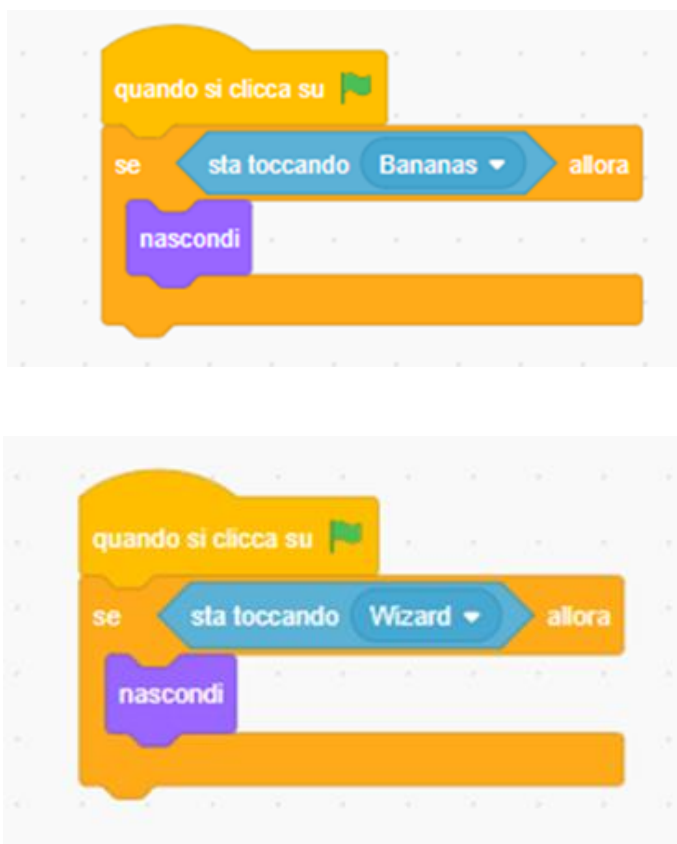 quando si clicca su
se sta toccando Bananas allora
nascondi
quando si clicca su
se sta toccando Wizard allora
nascondi